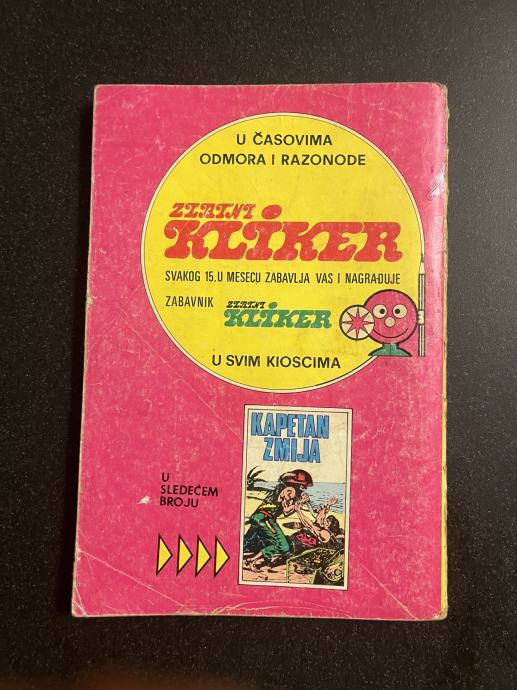 U ČASOVIMA
ODMORA I RAZONODE
ZLATNI
KLIKER
SVAKOG 15. U MESECU ZABAVLJA VAS I NAGRAĐUJE
ZABAVNIK ZLATNI
KLIKER
U SVIM KIOSCIMA
KAPETAN
ZMIJA
U
SLEDEĆEM
BROJU